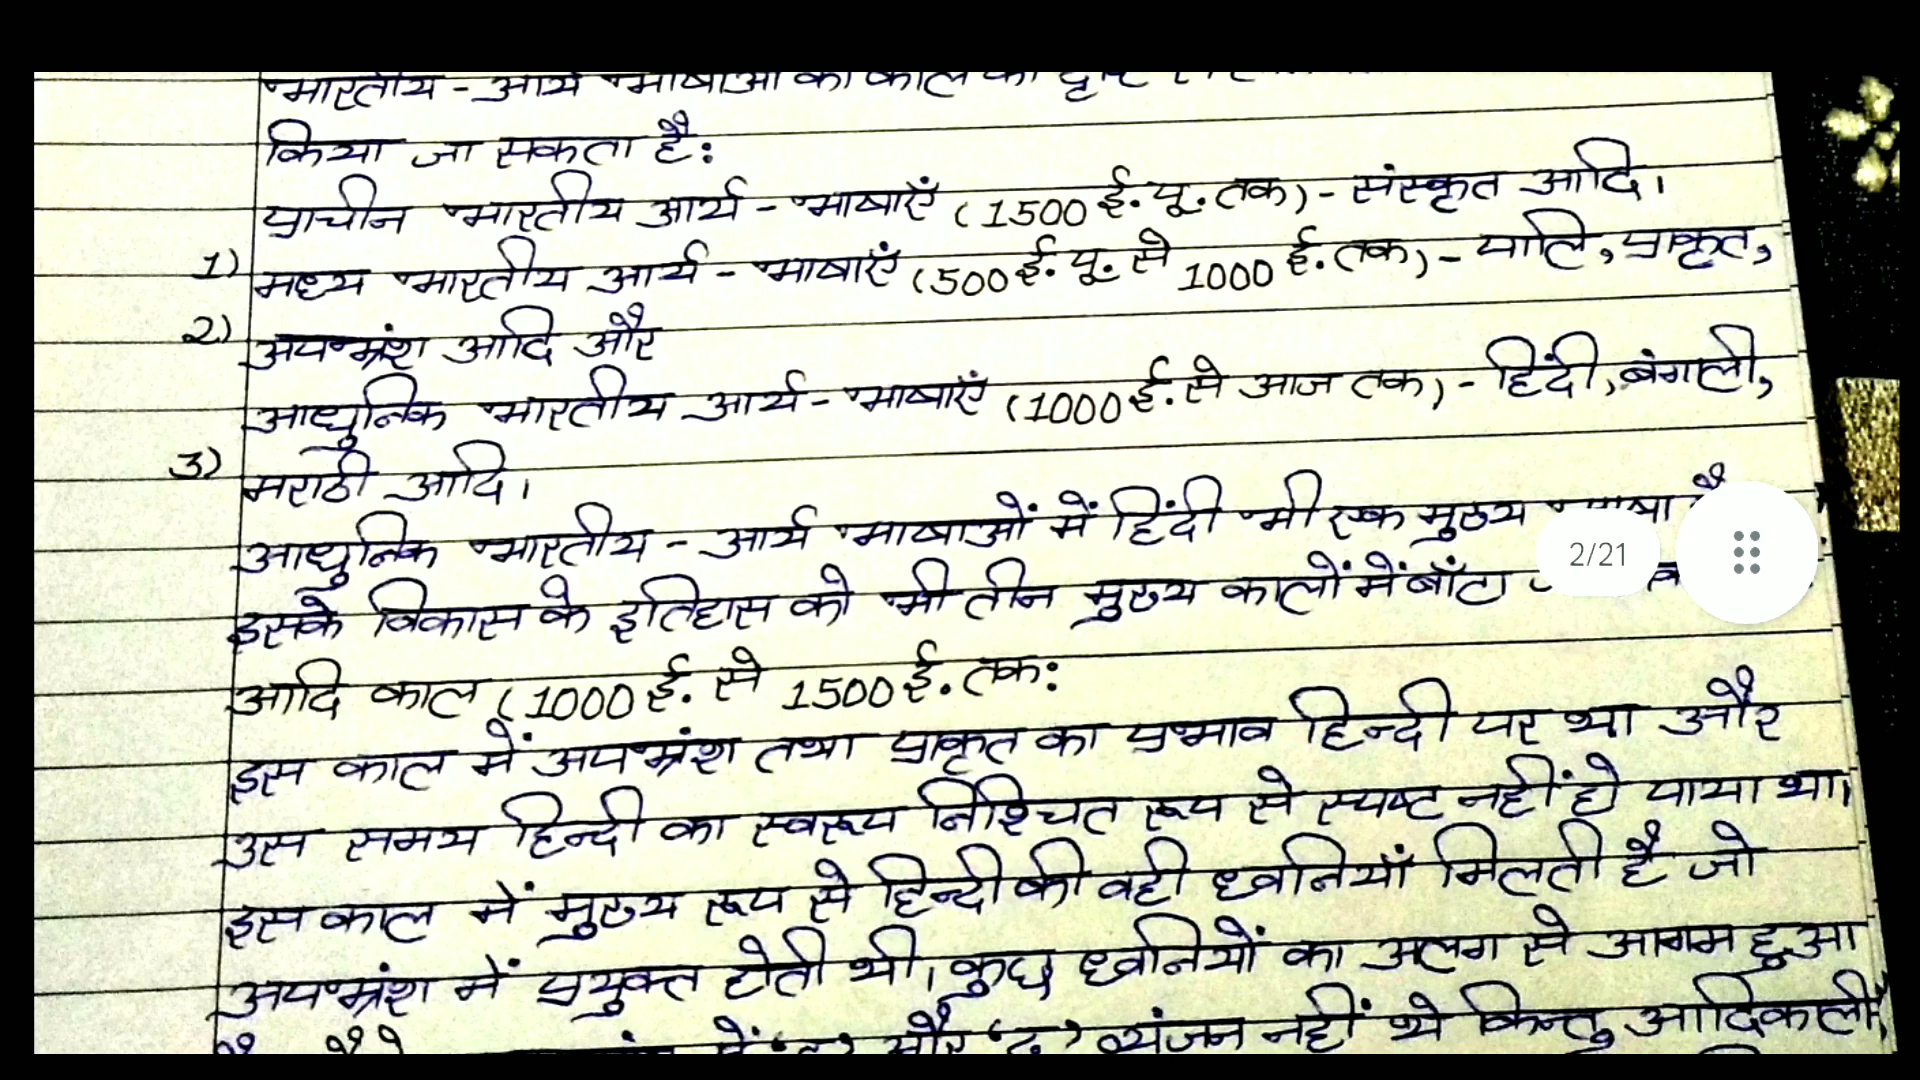 भारतीय - आर्य भाषाओं को काल की
किया जा सकता है:
प्राचीन भारतीय आर्य - भाषाएँ (1500 ई. पू. तक) - संस्कृत आदि।
1) मध्य भारतीय आर्य - भाषाएँ (500 ई. पू. से 1000 ई. तक) - पालि, प्राकृत,
2) अपभ्रंश आदि और
आधुनिक भारतीय आर्य - भाषाएँ (1000 ई. से आज तक) - हिंदी, बंगाली,
3) मराठी आदि।
आधुनिक भारतीय - आर्य भाषाओं में हिंदी भी एक मुख्य
2/21
इसके विकास के इतिहास को भी तीन मुख्य कालों में बाँटा
आदि काल (1000 ई. से 1500 ई. तक:
इस काल में अपभ्रंश तथा प्राकृत का प्रभाव हिन्दी पर था और
उस समय हिन्दी का स्वरूप निश्चित रूप से स्पष्ट नहीं हो पाया था।
इस काल में मुख्य रूप से हिन्दी की वही ध्वनियाँ मिलती है जो
अपभ्रंश में प्रयुक्त होती थी। कुछ ध्वनियों का अलग से आगम हुआ
में और व्यंजन नहीं थे किन्तु